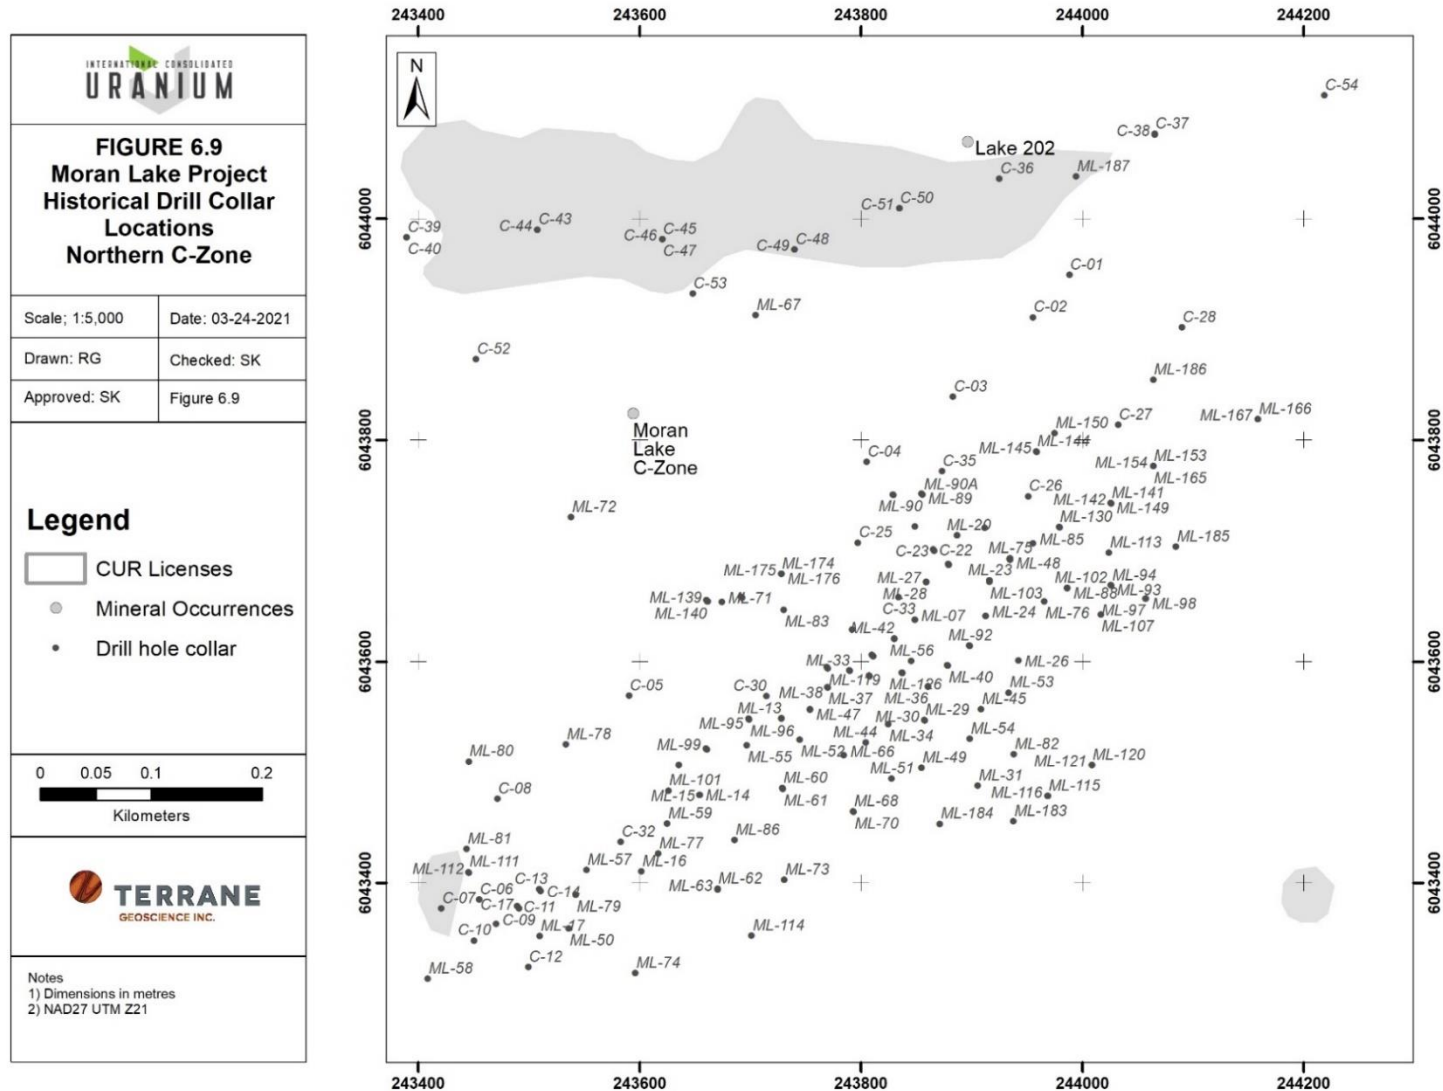 INTERNATIONAL CONSOLIDATED
URANIUM
FIGURE 6.9
Moran Lake Project
Historical Drill Collar
Locations
Northern C-Zone
Scale; 1:5,000
Date: 03-24-2021
Drawn: RG
Checked: SK
Approved: SK
Figure 6.9
Legend
CUR Licenses
Mineral Occurrences
Drill hole collar
0 0.05 0.1 0.2
Kilometers
TERRANE
GEOSCIENCE INC.
Notes
1) Dimensions in metres
2) NAD27 UTM Z21
243400 243600 243800 244000 244200
N
C-54
C-38 C-37
Lake 202
C-36
ML-187
C-51 C-50
6044000 6044000
C-39
C-40
C-44 C-43
C-46 C-45
C-47
C-49 C-48
C-01
C-53
ML-67
C-02
C-28
C-52
ML-186
C-03
ML-167 ML-166
6043800 6043800
Moran
Lake
C-Zone
ML-150
C-27
ML-145 ML-144
C-04
C-35
ML-154 ML-153
ML-165
ML-90A
ML-89
ML-90
C-26
ML-142 ML-141
ML-149
ML-72
ML-20
ML-130
C-25
C-23 C-22
ML-75
ML-85
ML-48
ML-113
ML-185
ML-175 ML-174
ML-176
ML-27
ML-23
ML-28
ML-103
ML-102
ML-88
ML-94
ML-93
ML-98
ML-139
ML-140
ML-71
ML-83
C-33
ML-07
ML-24
ML-76
ML-97
ML-107
ML-42
ML-92
6043600 6043600
ML-33
ML-56
ML-26
ML-119
ML-126
ML-40
ML-53
C-05
C-30
ML-38
ML-37
ML-36
ML-45
ML-13
ML-95
ML-96
ML-47
ML-30
ML-29
ML-34
ML-54
ML-78
ML-99
ML-55
ML-52
ML-44
ML-66
ML-49
ML-82
ML-80
ML-121 ML-120
C-08
ML-101
ML-15
ML-14
ML-60
ML-61
ML-51
ML-31
ML-116 ML-115
ML-59
ML-68
ML-70
ML-184
ML-183
C-32
ML-86
ML-81
ML-77
ML-112 ML-111
ML-57
ML-16
6043400 6043400
C-13
C-14
ML-63 ML-62
ML-73
C-07 C-06
C-17
C-11
ML-79
C-10
C-09
ML-17
ML-50
ML-114
C-12
ML-58
ML-74
243400 243600 243800 244000 244200